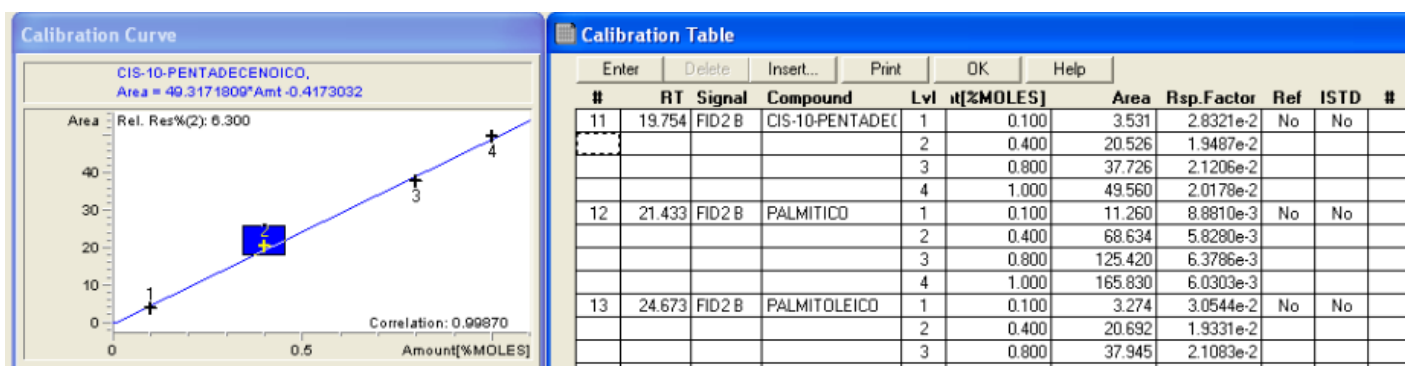 Calibration Curve
CIS-10-PENTADECENOICO,
Area = 49.3171809*Amt -0.4173032
Area
Rel. Res%(2): 6.300
40
30
20
10
0
1
2
3
4
Correlation: 0.99870
0 0.5 Amount[%MOLES]
Calibration Table
Enter Delete Insert... Print OK Help
# RT Signal Compound Lvl ıt[%MOLES] Area Rsp.Factor Ref ISTD #
11 19.754 FID2 B CIS-10-PENTADEC 1 0.100 3.531 2.8321e-2 No No
2 0.400 20.526 1.9487e-2
3 0.800 37.726 2.1206e-2
4 1.000 49.560 2.0178e-2
12 21.433 FID2 B PALMITICO 1 0.100 11.260 8.8810e-3 No No
2 0.400 68.634 5.8280e-3
3 0.800 125.420 6.3786e-3
4 1.000 165.830 6.0303e-3
13 24.673 FID2 B PALMITOLEICO 1 0.100 3.274 3.0544e-2 No No
2 0.400 20.692 1.9331e-2
3 0.800 37.945 2.1083e-2